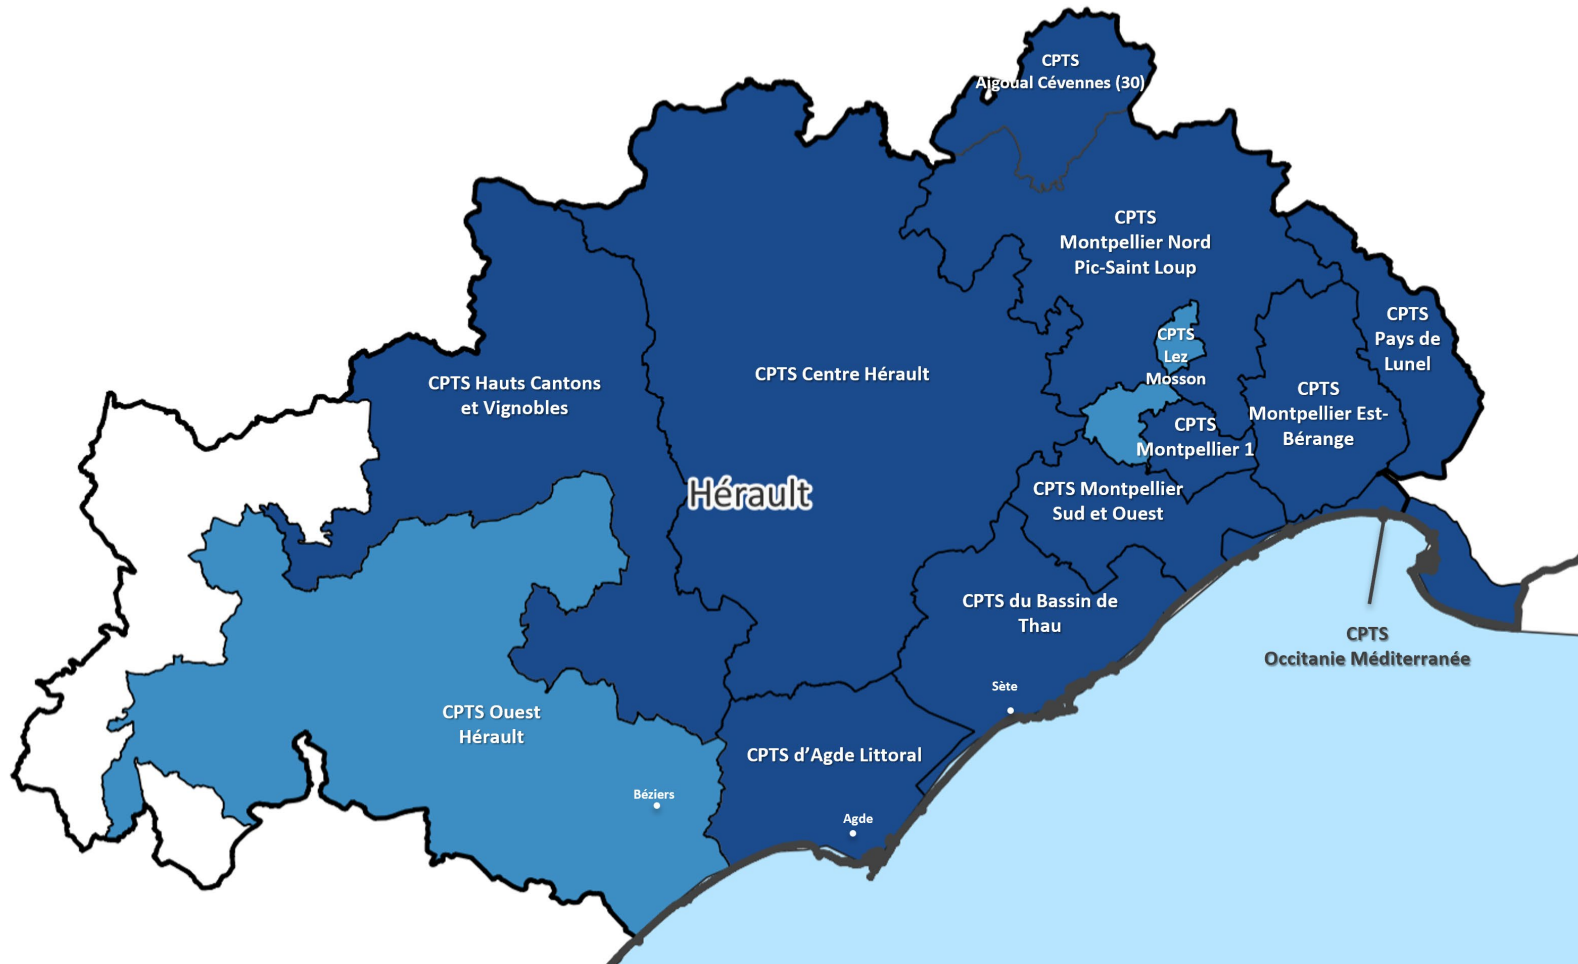 CPTS
Aigoual Cévennes (30)
CPTS
Montpellier Nord
Pic-Saint Loup
CPTS
Pays de
Lunel
CPTS
Lez
Mosson
CPTS Hauts Cantons
et Vignobles
CPTS Centre Hérault
CPTS
Montpellier Est-
Bérange
CPTS
Montpellier 1
Hérault
CPTS Montpellier
Sud et Ouest
CPTS du Bassin de
Thau
CPTS
Occitanie Méditerranée
Sète
CPTS Ouest
Hérault
CPTS d’Agde Littoral
Béziers
Agde